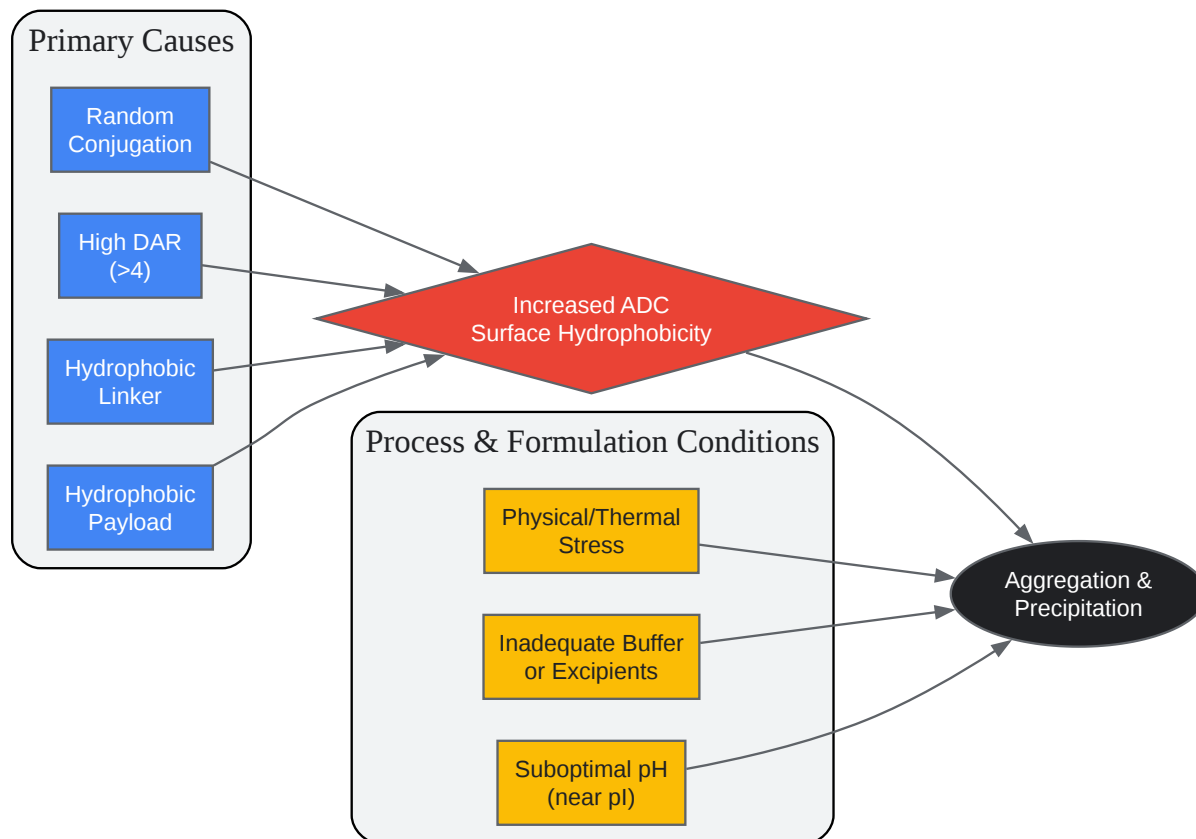 Primary Causes
Random
Conjugation
High DAR
(>4)
Hydrophobic
Linker
Hydrophobic
Payload
Increased ADC
Surface Hydrophobicity
Process & Formulation Conditions
Physical/Thermal
Stress
Inadequate Buffer
or Excipients
Suboptimal pH
(near pI)
Aggregation &
Precipitation